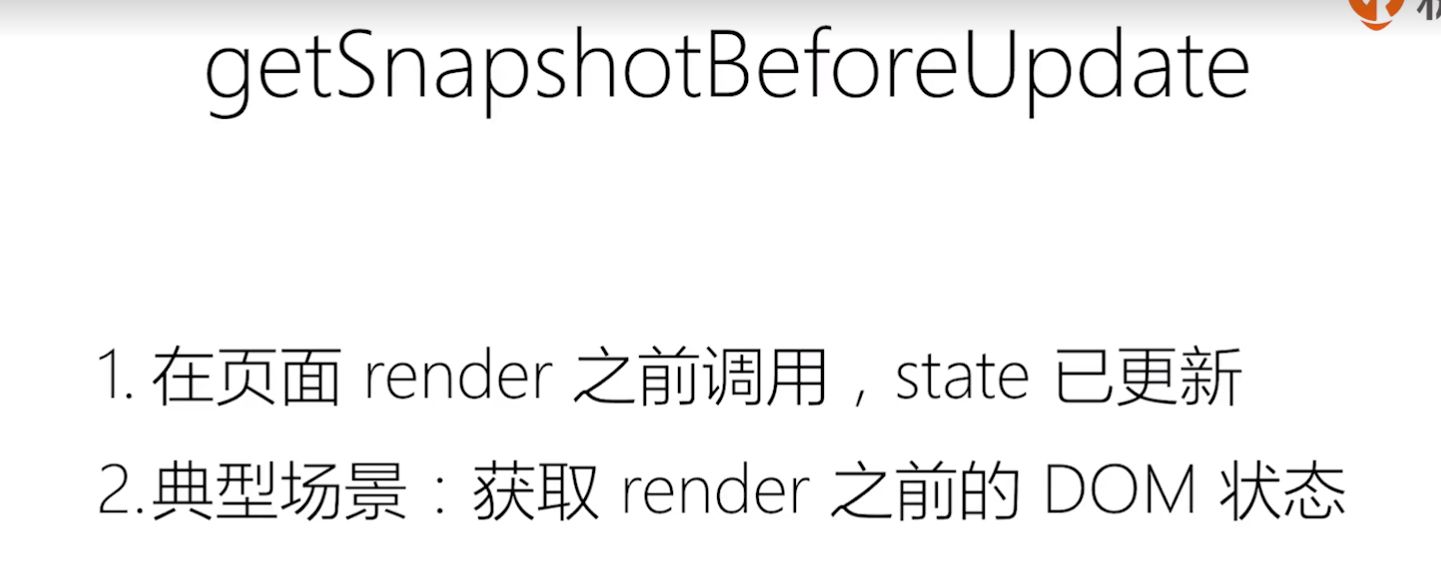 getSnapshotBeforeUpdate
1. 在页面 render 之前调用，state 已更新
2.典型场景：获取 render 之前的 DOM 状态